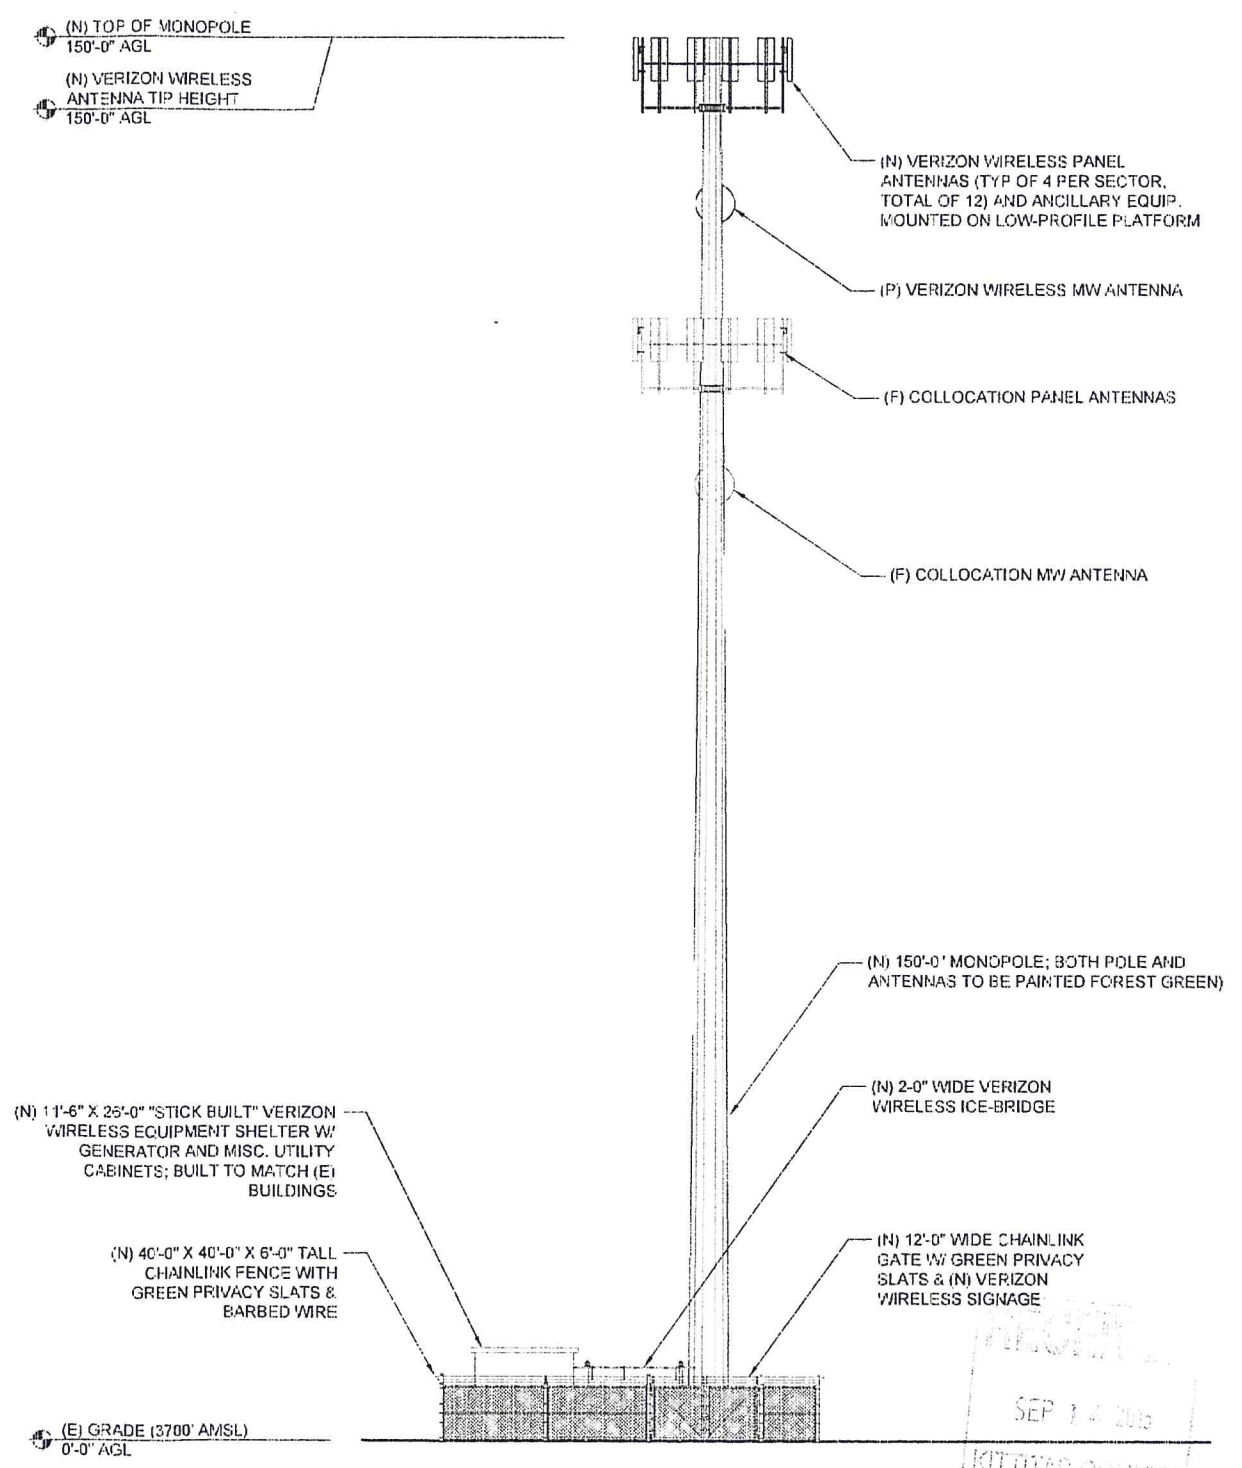 (N) TOP OF MONOPOLE
150'-0" AGL
(N) VERIZON WIRELESS
ANTENNA TIP HEIGHT
150'-0" AGL
(N) VERIZON WIRELESS PANEL
ANTENNAS (TYP OF 4 PER SECTOR,
TOTAL OF 12) AND ANCILLARY EQUIP.
MOUNTED ON LOW-PROFILE PLATFORM
(P) VERIZON WIRELESS MW ANTENNA
(F) COLLOCATION PANEL ANTENNAS
(F) COLLOCATION MW ANTENNA
(N) 150'-0" MONOPOLE; BOTH POLE AND
ANTENNAS TO BE PAINTED FOREST GREEN)
(N) 2-0" WIDE VERIZON
WIRELESS ICE-BRIDGE
(N) 11'-6" X 26'-0" "STICK BUILT" VERIZON
WIRELESS EQUIPMENT SHELTER W/
GENERATOR AND MISC. UTILITY
CABINETS; BUILT TO MATCH (E)
BUILDINGS
(N) 40'-0" X 40'-0" X 6'-0" TALL
CHAINLINK FENCE WITH
GREEN PRIVACY SLATS &
BARBED WIRE
(N) 12'-0" WIDE CHAINLINK
GATE W/ GREEN PRIVACY
SLATS & (N) VERIZON
WIRELESS SIGNAGE
SEP 14
(E) GRADE (3700' AMSL)
0'-0" AGL